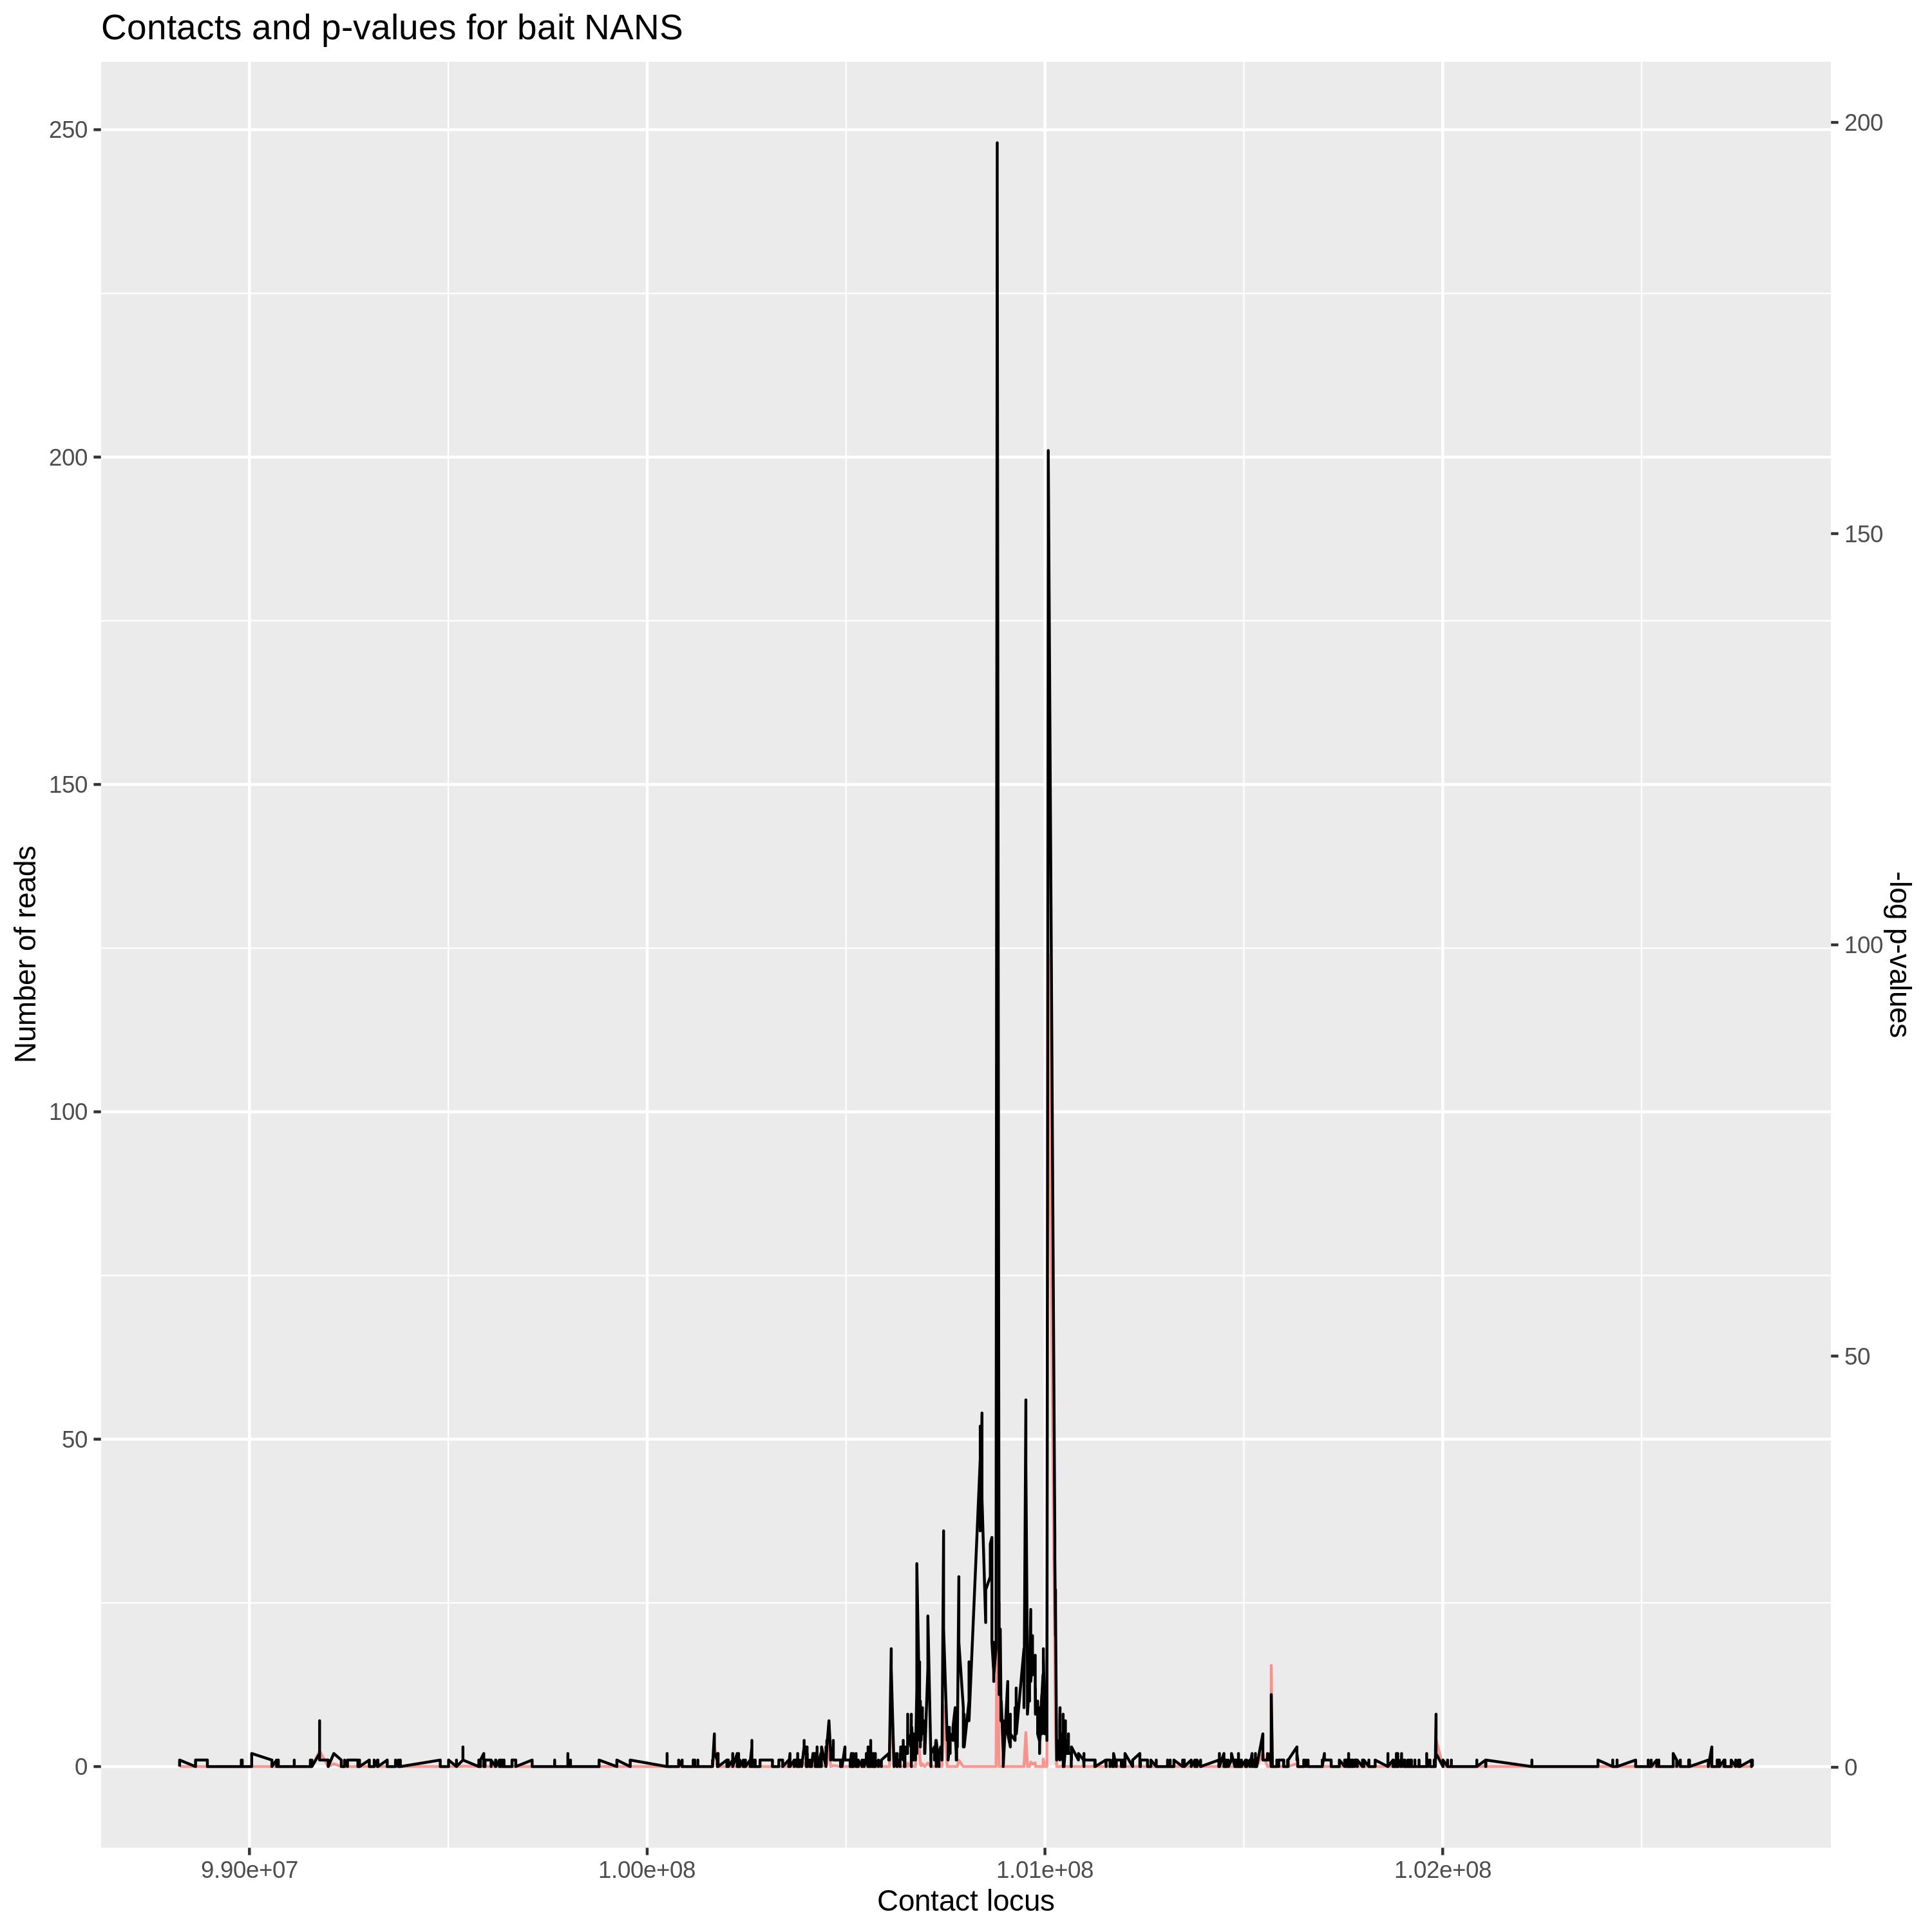 Contacts and p-values for bait NANS
250
200
150
100
50
0
Number of reads
200
150
100
50
0
-log p-values
9.90e+07
1.00e+08
1.01e+08
1.02e+08
Contact locus